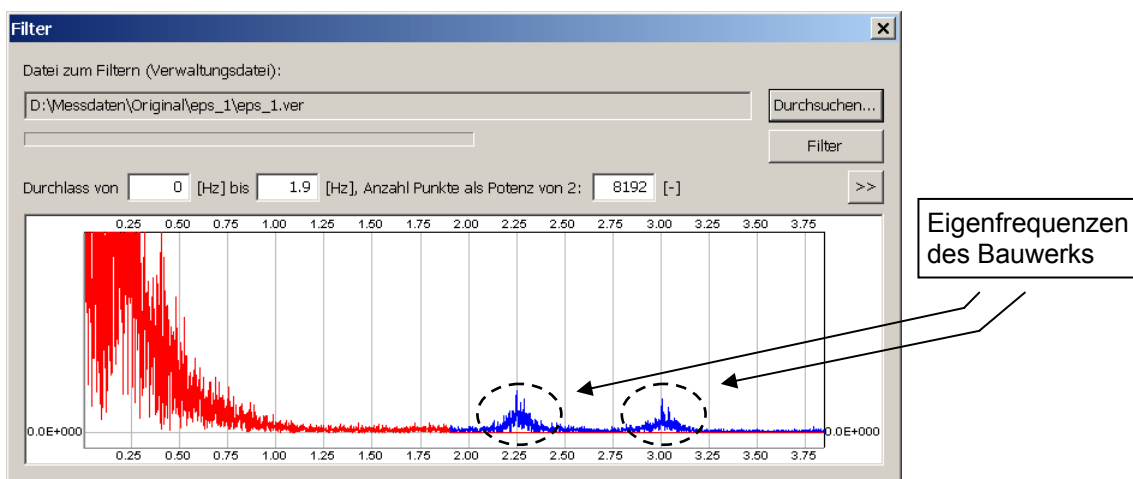 Filter
Datei zum Filtern (Verwaltungsdatei):
D:\Messdaten\Original\eps_1\eps_1.ver
Durchsuchen...
Filter
Durchlass von 0 [Hz] bis 1.9 [Hz], Anzahl Punkte als Potenz von 2: 8192 [-] >>
0.25 0.50 0.75 1.00 1.25 1.50 1.75 2.00 2.25 2.50 2.75 3.00 3.25 3.50 3.75
Eigenfrequenzen
des Bauwerks
0.0E+000 0.0E+000
0.25 0.50 0.75 1.00 1.25 1.50 1.75 2.00 2.25 2.50 2.75 3.00 3.25 3.50 3.75